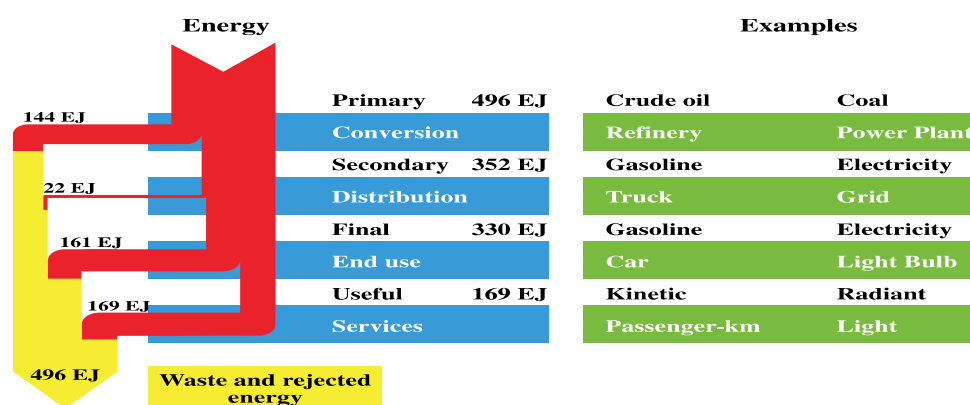 Energy Examples
144 EJ Primary 496 EJ Crude oil Coal
Conversion Refinery Power Plant
22 EJ Secondary 352 EJ Gasoline Electricity
Distribution Truck Grid
161 EJ Final 330 EJ Gasoline Electricity
End use Car Light Bulb
169 EJ Useful 169 EJ Kinetic Radiant
Services Passenger-km Light
496 EJ Waste and rejected
energy